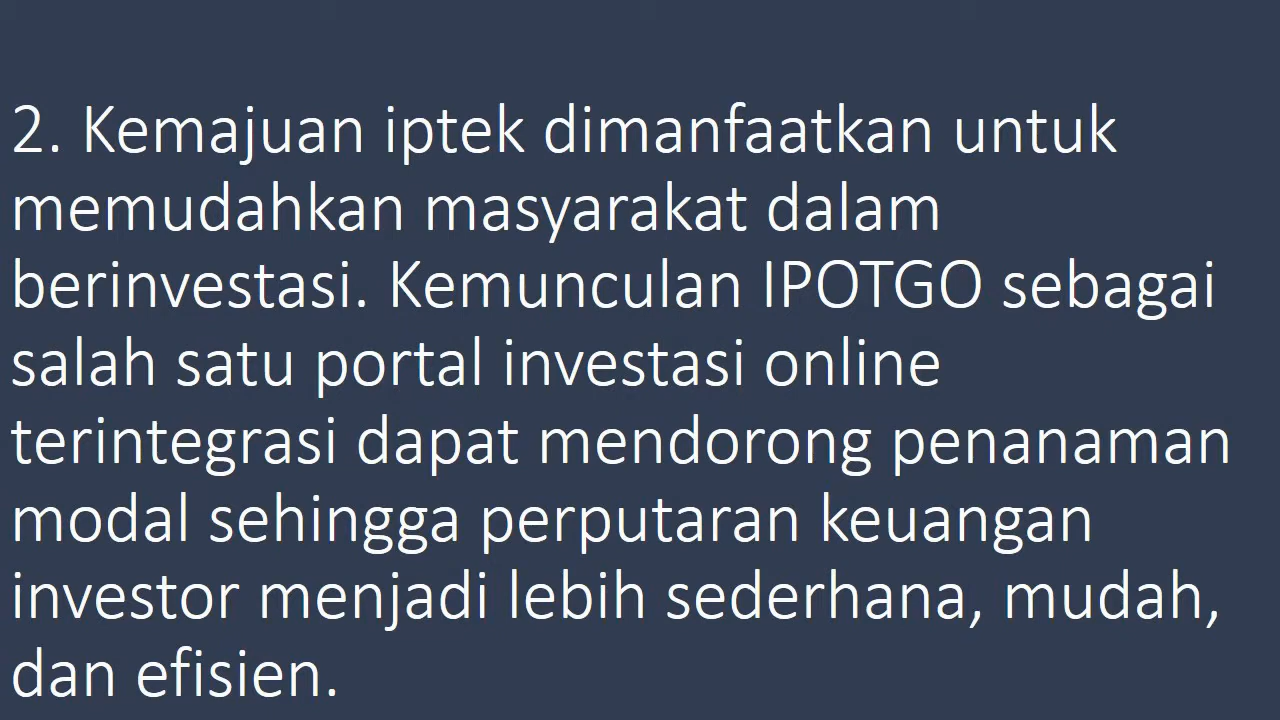 2. Kemajuan iptek dimanfaatkan untuk
memudahkan masyarakat dalam
berinvestasi. Kemunculan IPOTGO sebagai
salah satu portal investasi online
terintegrasi dapat mendorong penanaman
modal sehingga perputaran keuangan
investor menjadi lebih sederhana, mudah,
dan efisien.